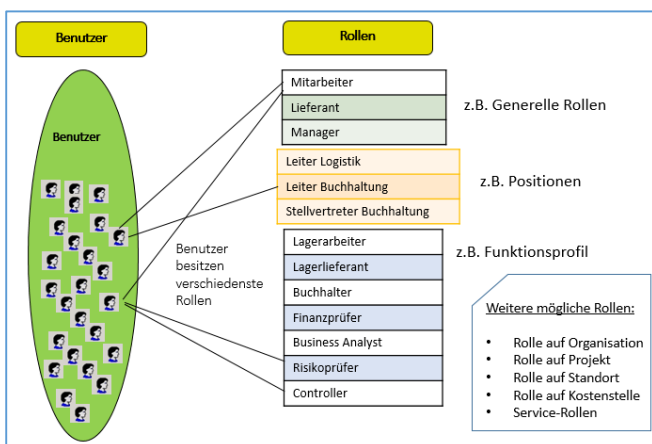 Benutzer
Rollen
Benutzer
Mitarbeiter
Lieferant
Manager
z.B. Generelle Rollen
Leiter Logistik
Leiter Buchhaltung
Stellvertreter Buchhaltung
z.B. Positionen
Benutzer
besitzen
verschiedenste
Rollen
Lagerarbeiter
Lagerlieferant
Buchhalter
Finanzprüfer
Business Analyst
Risikoprüfer
Controller
z.B. Funktionsprofil
Weitere mögliche Rollen:
• Rolle auf Organisation
• Rolle auf Projekt
• Rolle auf Standort
• Rolle auf Kostenstelle
• Service-Rollen